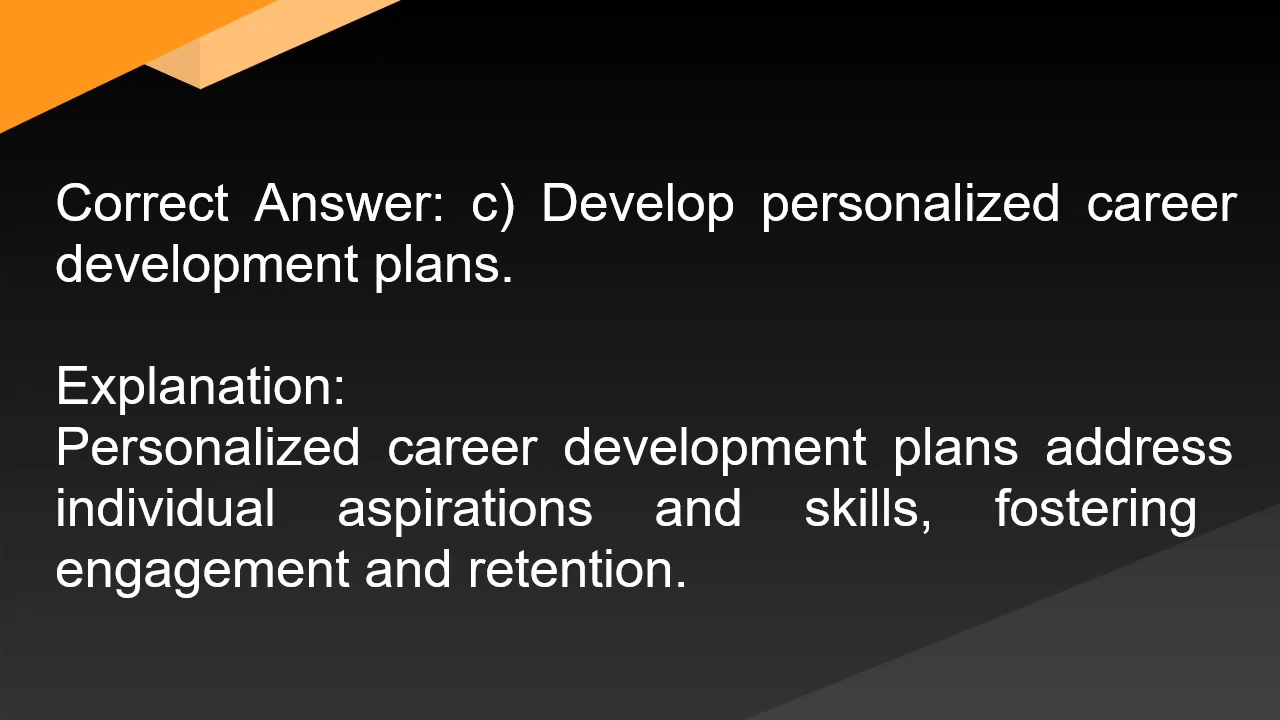 Correct Answer: c) Develop personalized career
development plans.
Explanation:
Personalized career development plans address
individual aspirations and skills, fostering
engagement and retention.